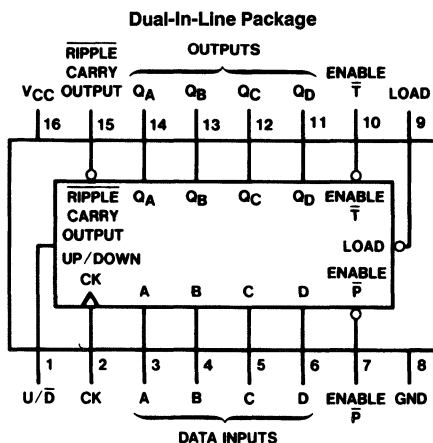 Dual-In-Line Package
R̅I̅P̅P̅L̅E̅ OUTPUTS
CARRY ENABLE
VCC OUTPUT QA QB QC QD T̅ LOAD
16 15 14 13 12 11 10 9
R̅I̅P̅P̅L̅E̅ QA QB QC QD ENABLE
CARRY T̅
OUTPUT
LOAD
UP/DOWN ENABLE
CK A B C D P̅
1 2 3 4 5 6 7 8
U/D̅ CK A B C D ENABLE GND
P̅
DATA INPUTS